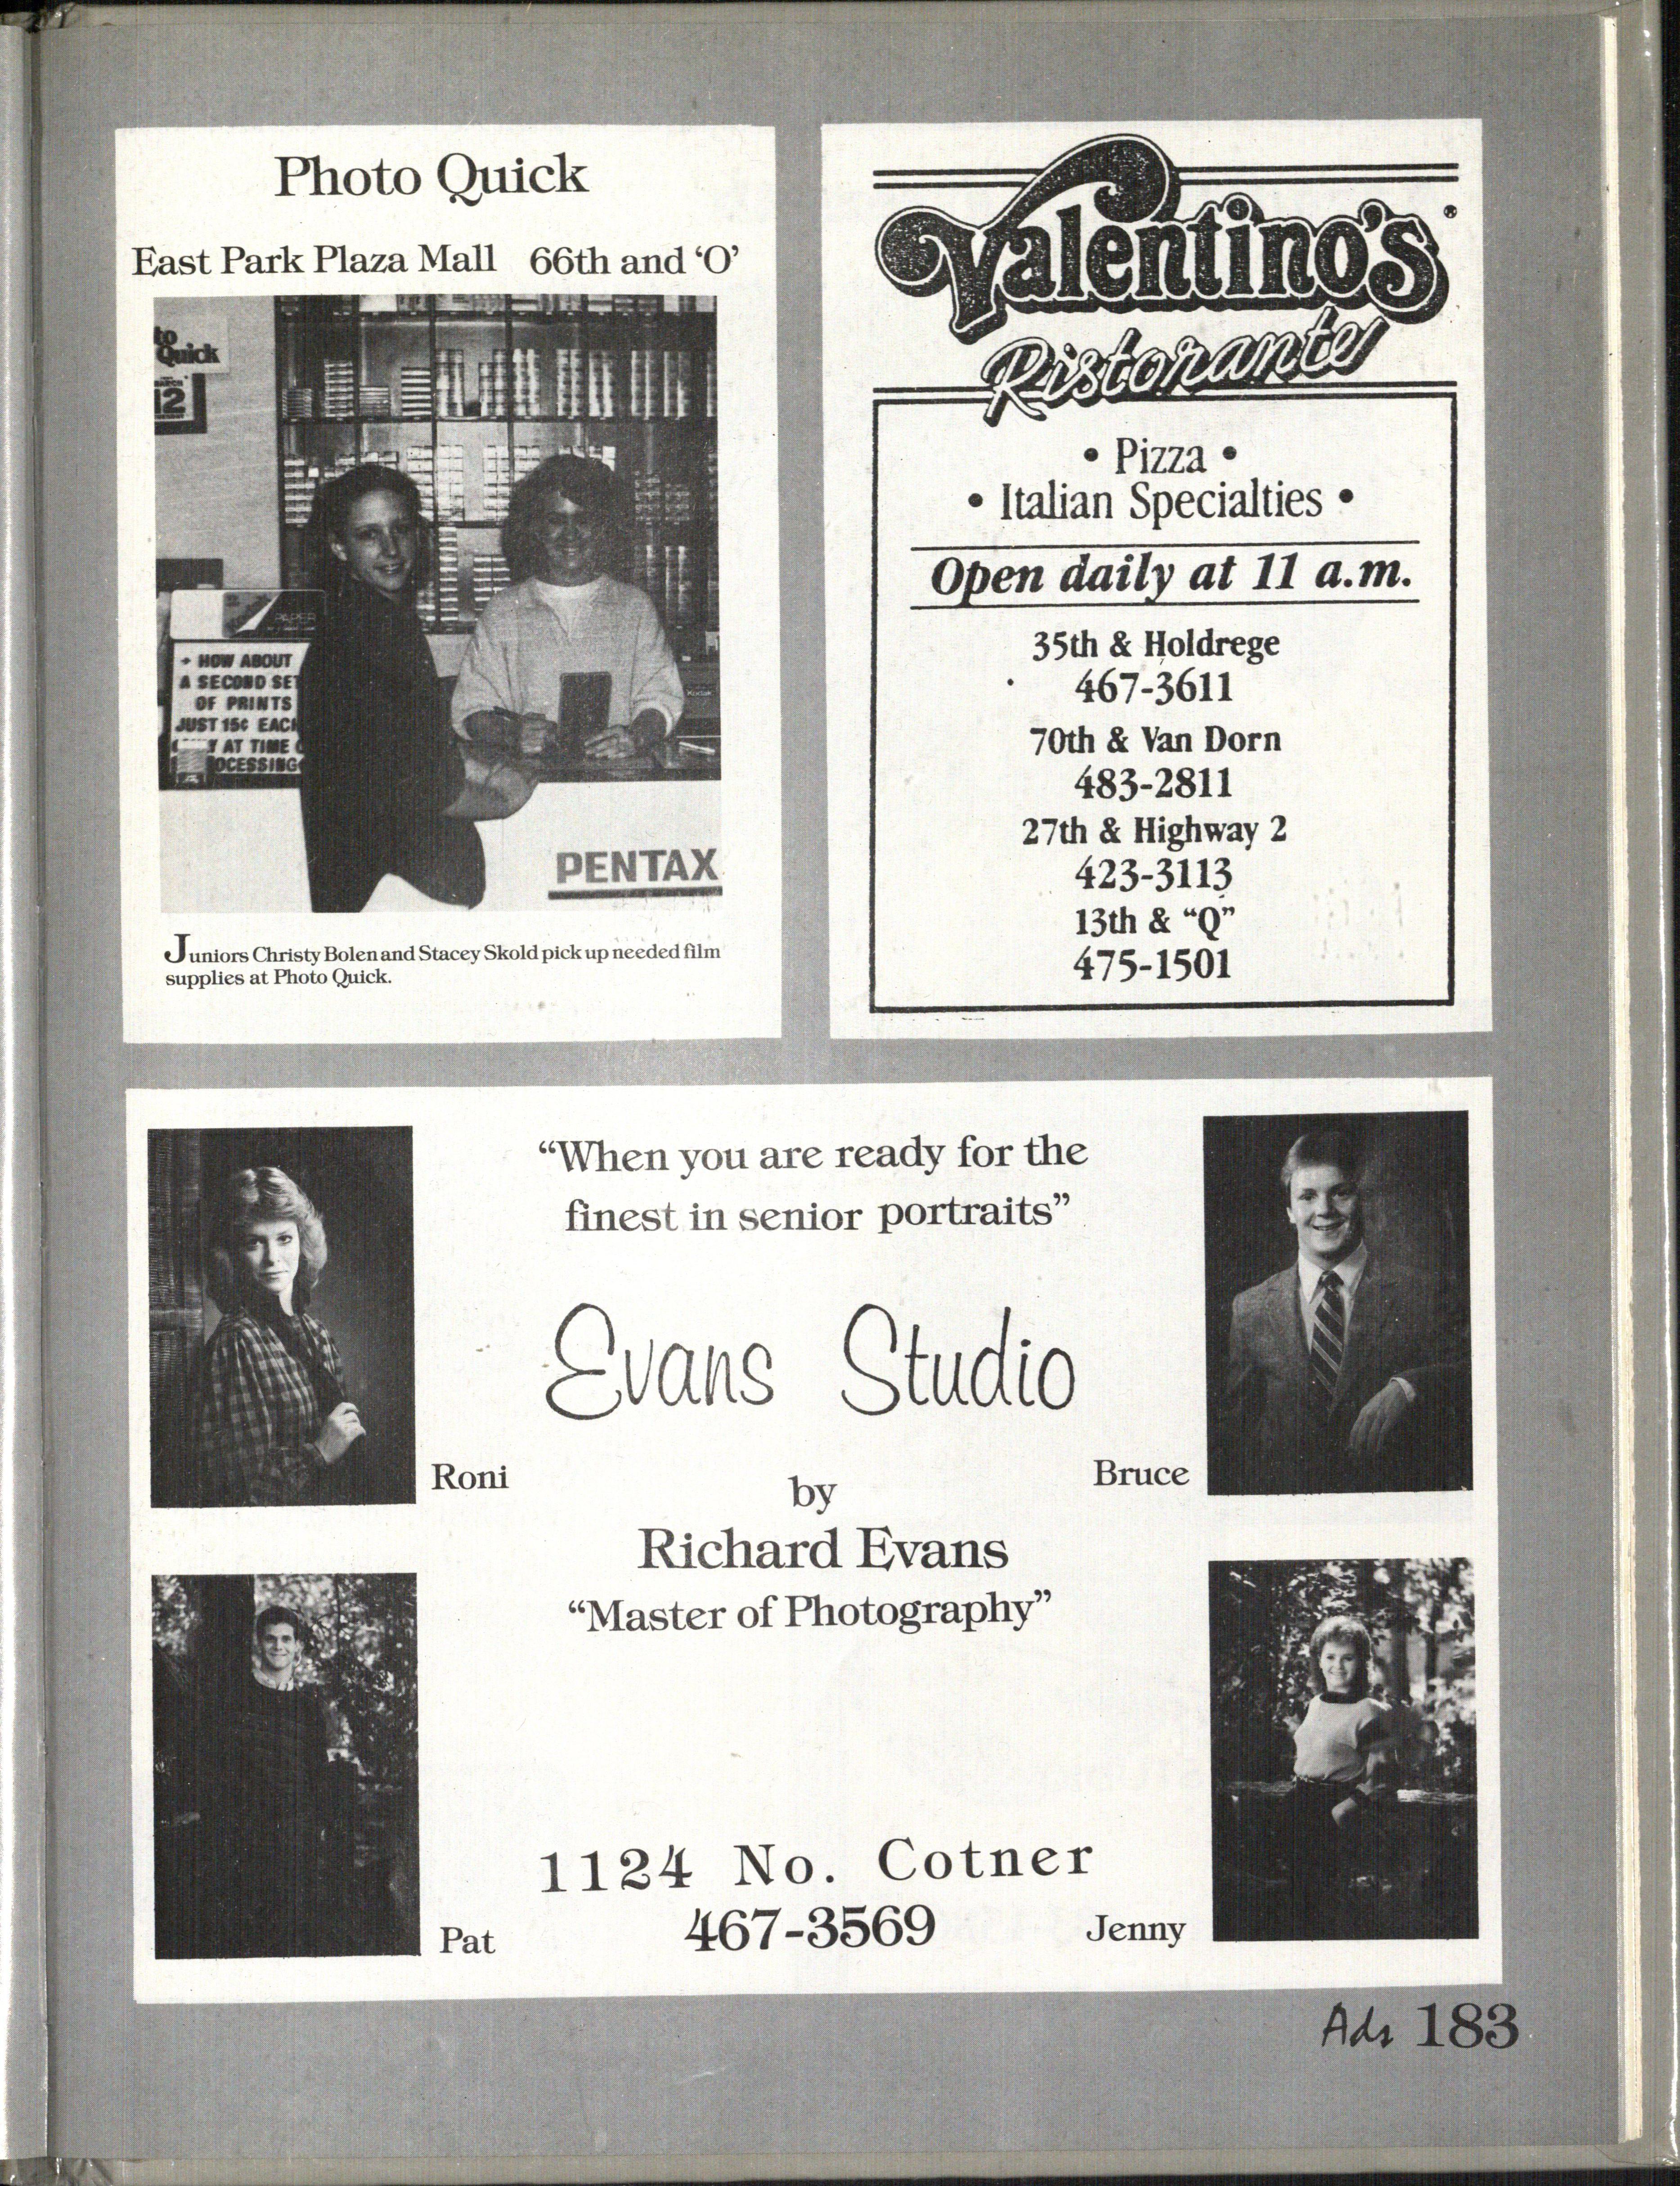 Photo Quick
East Park Plaza Mall 66th and ‘O’
Quick
12
PAPER
HOW ABOUT
A SECOND SET
OF PRINTS
JUST 15¢ EACH
AT TIME
OCESSING
Kodak
PENTAX
Juniors Christy Bolen and Stacey Skold pick up needed film
supplies at Photo Quick.
Valentino's®
Ristorante
• Pizza •
• Italian Specialties •
Open daily at 11 a.m.
35th & Holdrege
467-3611
70th & Van Dorn
483-2811
27th & Highway 2
423-3113
13th & “Q”
475-1501
“When you are ready for the
finest in senior portraits”
Evans Studio
Roni
Bruce
by
Richard Evans
“Master of Photography”
1124 No. Cotner
467-3569
Pat
Jenny
Ads 183